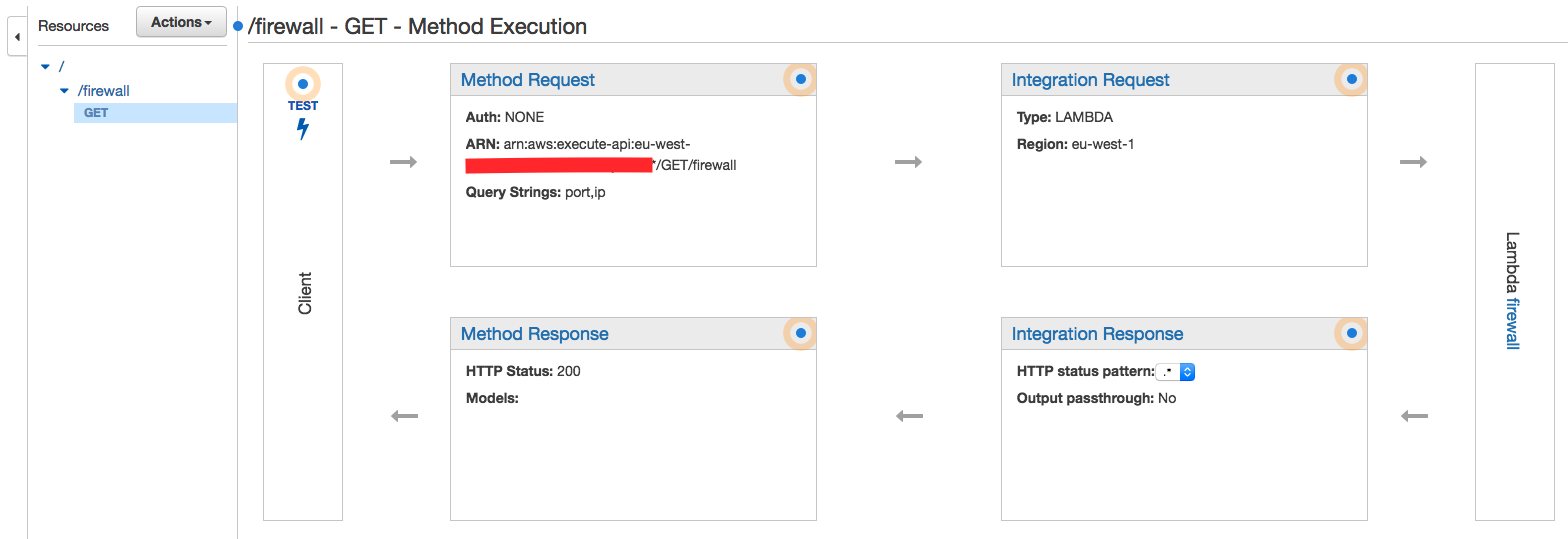 Resources
Actions
/firewall - GET - Method Execution
/
/firewall
GET
TEST
Client
Method Request
Auth: NONE
ARN: arn:aws:execute-api:eu-west-
*/GET/firewall
Query Strings: port,ip
Integration Request
Type: LAMBDA
Region: eu-west-1
Lambda firewall
Method Response
HTTP Status: 200
Models:
Integration Response
HTTP status pattern: .*
Output passthrough: No